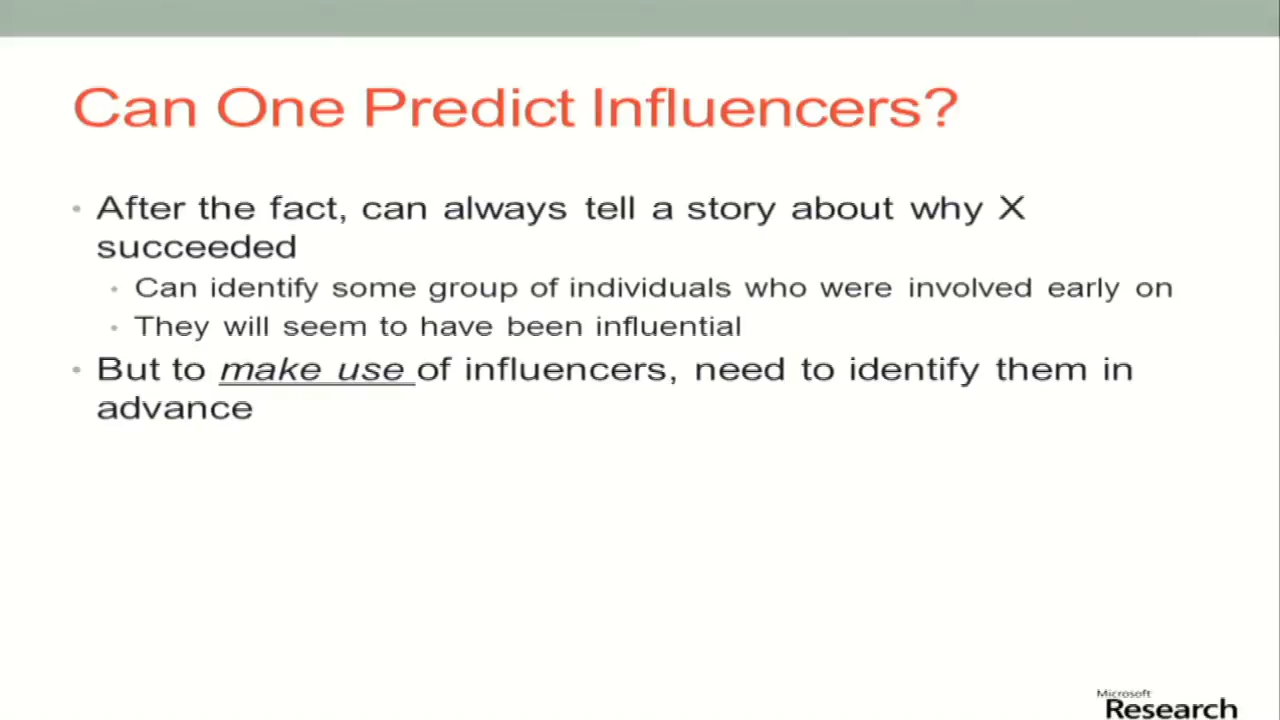 Can One Predict Influencers?
• After the fact, can always tell a story about why X
succeeded
• Can identify some group of individuals who were involved early on
• They will seem to have been influential
• But to make use of influencers, need to identify them in
advance
Microsoft
Research